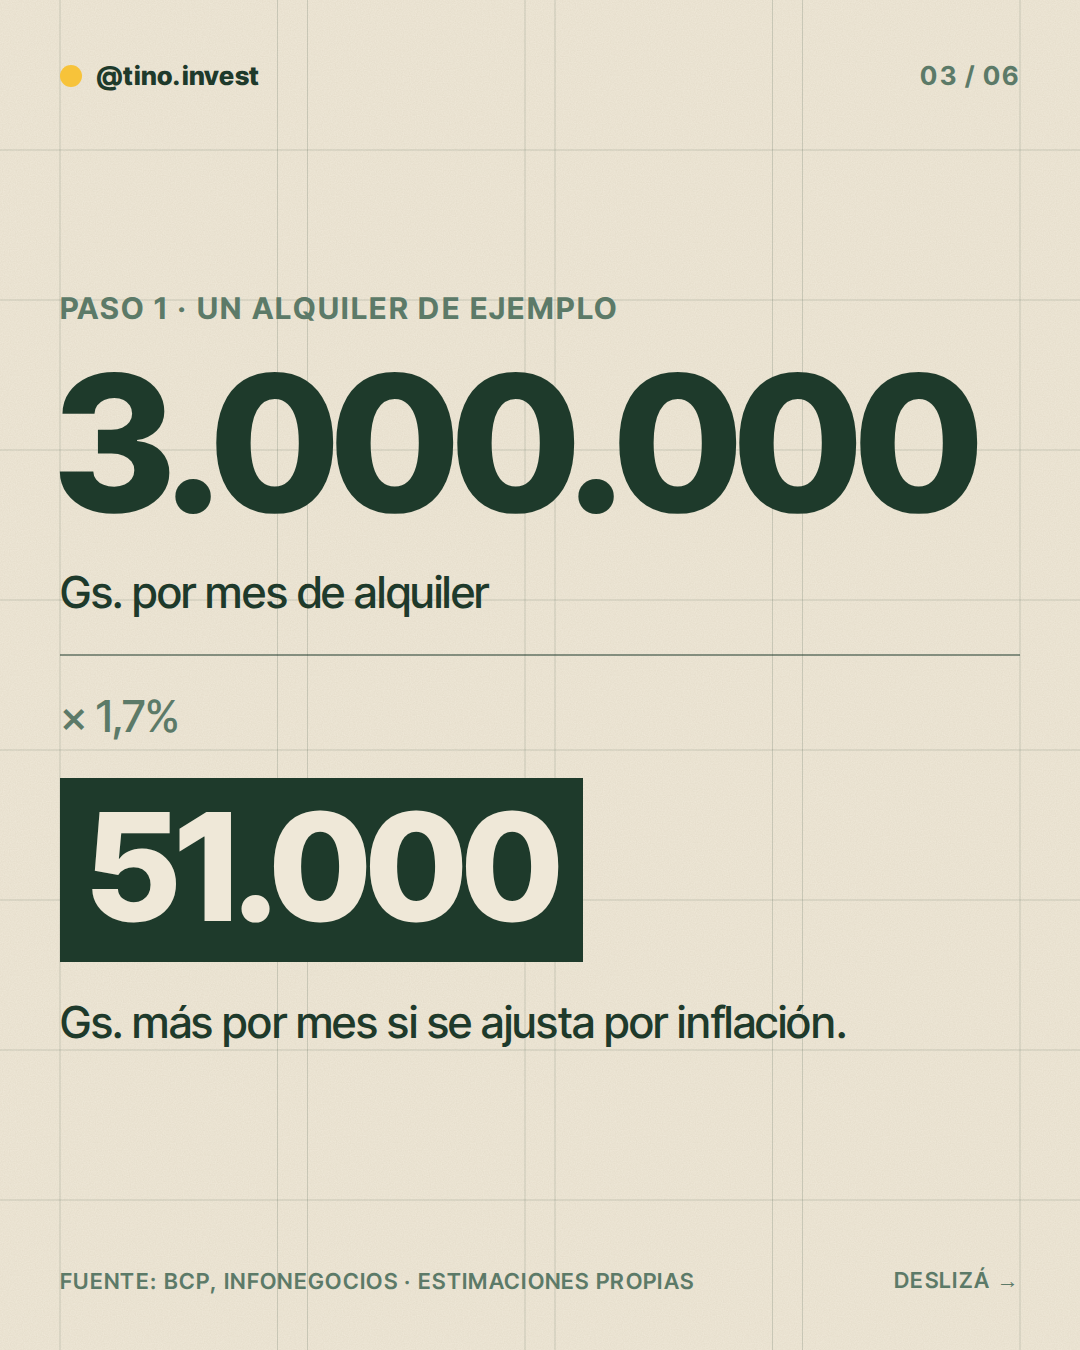 @tino.invest
03 / 06
PASO 1 · UN ALQUILER DE EJEMPLO
3.000.000
Gs. por mes de alquiler
× 1,7%
51.000
Gs. más por mes si se ajusta por inflación.
FUENTE: BCP, INFONEGOCIOS · ESTIMACIONES PROPIAS
DESLIZÁ →